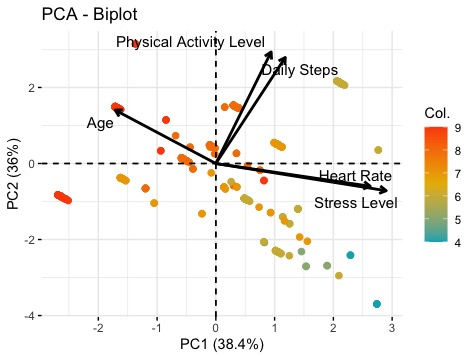 PCA - Biplot
Physical Activity Level
Daily Steps
Age
Heart Rate
Stress Level
PC2 (36%)
2
0
-2
-4
-2
-1
0
1
2
3
PC1 (38.4%)
Col.
9
8
7
6
5
4